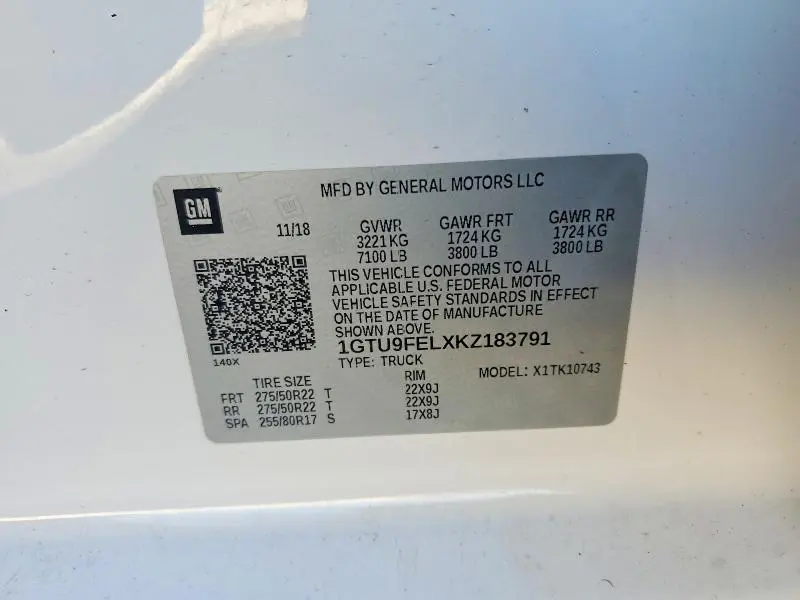 GM
MFD BY GENERAL MOTORS LLC
11/18
GVWR GAWR FRT GAWR RR
3221 KG 1724 KG 1724 KG
7100 LB 3800 LB 3800 LB
THIS VEHICLE CONFORMS TO ALL
APPLICABLE U.S. FEDERAL MOTOR
VEHICLE SAFETY STANDARDS IN EFFECT
ON THE DATE OF MANUFACTURE
SHOWN ABOVE.
140X
1GTU9FELXKZ183791
TYPE: TRUCK
MODEL: X1TK10743
TIRE SIZE RIM
FRT 275/50R22 T 22X9J
RR 275/50R22 T 22X9J
SPA 255/80R17 S 17X8J